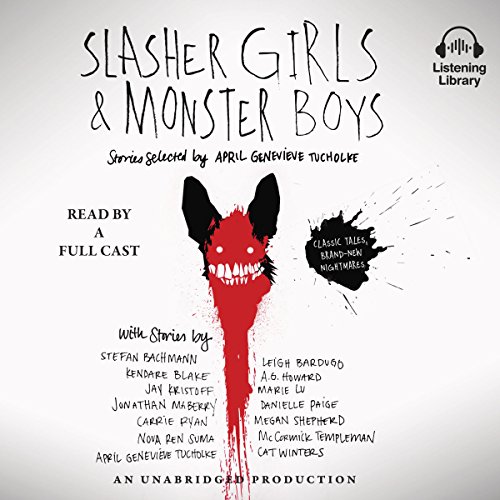 SLASHER GIRLS
& MONSTER BOYS
Listening
Library
Stories Selected by APRIL GENEVIEVE TUCHOLKE
READ BY
A
FULL CAST
CLASSIC TALES,
BRAND-NEW
NIGHTMARES
With Stories by
STEFAN BACHMANN
KENDARE BLAKE
JAY KRISTOFF
JONATHAN MABERRY
CARRIE RYAN
NOVA REN SUMA
APRIL GENEVIEVE TUCHOLKE
LEIGH BARDUGO
A.G. HOWARD
MARIE LU
DANIELLE PAIGE
MEGAN SHEPHERD
McCORMICK TEMPLEMAN
CAT WINTERS
AN UNABRIDGED PRODUCTION